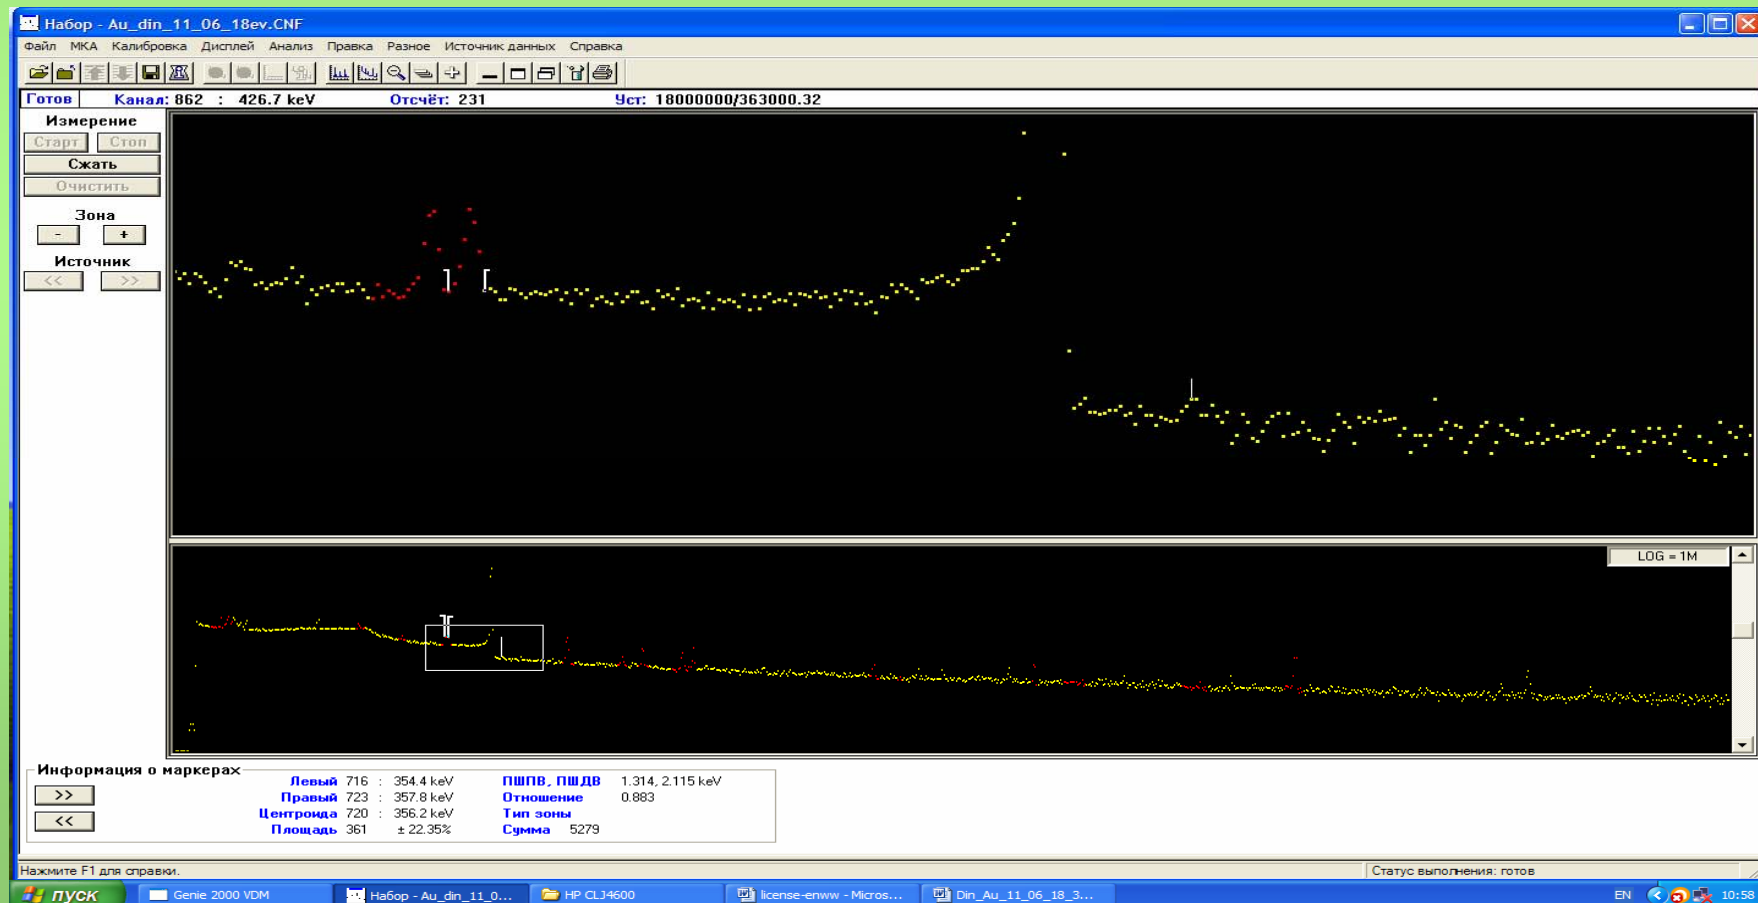 Набор - Au_din_11_06_18ev.CNF
Файл МКА Калибровка Дисплей Анализ Правка Разное Источник данных Справка
Готов Канал: 862 : 426.7 keV Отсчёт: 231 Уст: 18000000/363000.32
Измерение
Старт Стоп
Сжать
Очистить
Зона
- +
Источник
<< >>
LOG = 1M
Информация о маркерах
>>
<<
Левый 716 : 354.4 keV ПШПВ, ПШДВ 1.314, 2.115 keV
Правый 723 : 357.8 keV Отношение 0.883
Центроида 720 : 356.2 keV Тип зоны
Площадь 361 ± 22.35% Сумма 5279
Нажмите F1 для справки. Статус выполнения: готов
пуск Genie 2000 VDM Набор - Au_din_11_0... HP CLJ4600 license-enww - Micros... Din_Au_11_06_18_3... EN 10:58